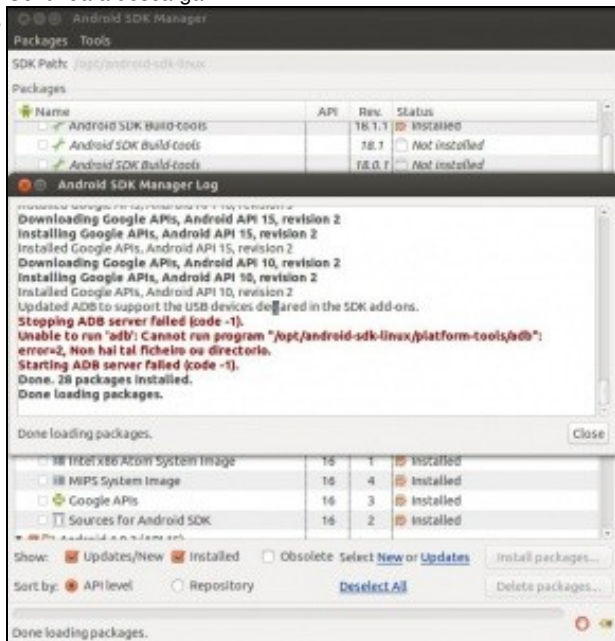 Android SDK Manager
Packages Tools
SDK Path: /opt/android-sdk-linux
Packages
Name API Rev. Status
Android SDK Build-tools 18.1.1 Installed
Android SDK Build-tools 18.1 Not installed
Android SDK Build-tools 18.0.1 Not installed
Android SDK Manager Log
Downloading Google APIs, Android API 15, revision 2
Installing Google APIs, Android API 15, revision 2
Installed Google APIs, Android API 15, revision 2
Downloading Google APIs, Android API 10, revision 2
Installing Google APIs, Android API 10, revision 2
Installed Google APIs, Android API 10, revision 2
Updated ADB to support the USB devices declared in the SDK add-ons.
Stopping ADB server failed (code -1).
Unable to run 'adb': Cannot run program "/opt/android-sdk-linux/platform-tools/adb":
error=2, Non hai tal ficheiro ou directorio.
Starting ADB server failed (code -1).
Done. 28 packages installed.
Done loading packages.
Done loading packages.
Close
Intel x86 Atom System Image 16 1 Installed
MIPS System Image 16 4 Installed
Google APIs 16 3 Installed
Sources for Android SDK 16 2 Installed
Show: Updates/New Installed Obsolete Select New or Updates Install packages...
Sort by: API level Repository Deselect All Delete packages...
Done loading packages.